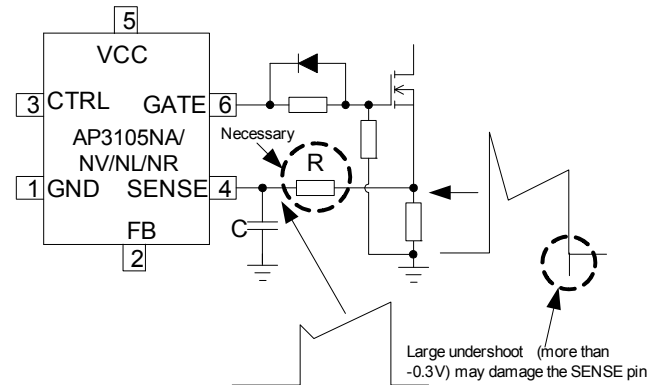 5
VCC
3 CTRL GATE 6
AP3105NA/
NV/NL/NR
Necessary
R
1 GND SENSE 4
C
FB
2
Large undershoot (more than
-0.3V) may damage the SENSE pin